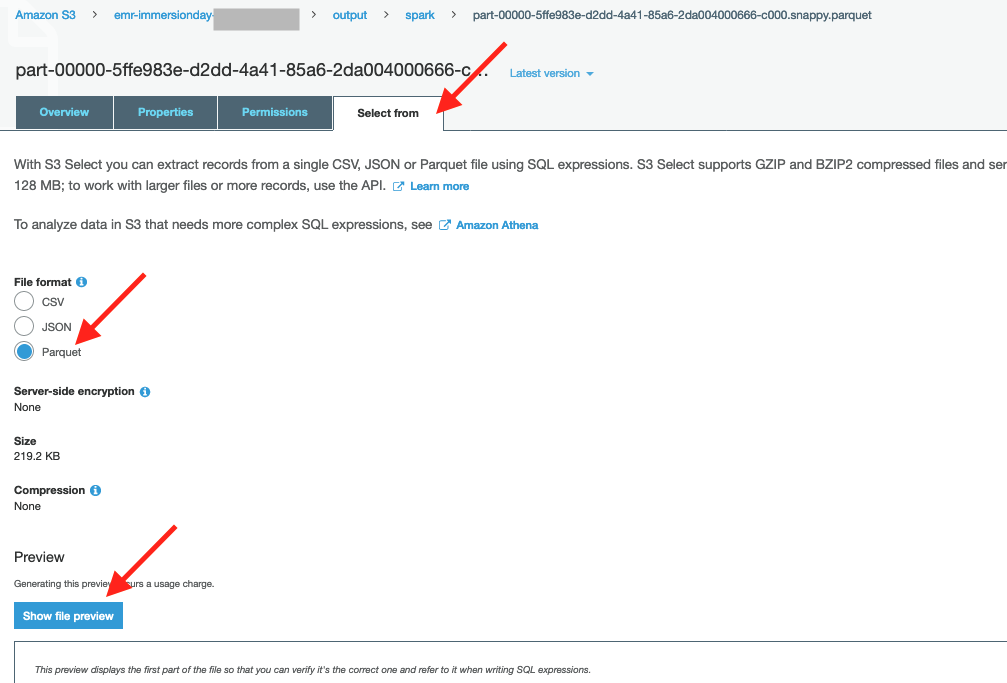 Amazon S3 > emr-immersionday- > output > spark > part-00000-5ffe983e-d2dd-4a41-85a6-2da004000666-c000.snappy.parquet
part-00000-5ffe983e-d2dd-4a41-85a6-2da004000666-c... Latest version
Overview Properties Permissions Select from
With S3 Select you can extract records from a single CSV, JSON or Parquet file using SQL expressions. S3 Select supports GZIP and BZIP2 compressed files and ser
128 MB; to work with larger files or more records, use the API. Learn more
To analyze data in S3 that needs more complex SQL expressions, see Amazon Athena
File format
CSV
JSON
Parquet
Server-side encryption
None
Size
219.2 KB
Compression
None
Preview
Generating this preview incurs a usage charge.
Show file preview
This preview displays the first part of the file so that you can verify it's the correct one and refer to it when writing SQL expressions.